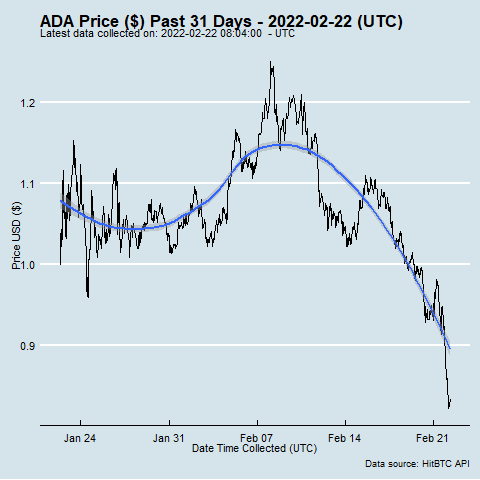 ADA Price ($) Past 31 Days - 2022-02-22 (UTC)
Latest data collected on: 2022-02-22 08:04:00  - UTC
1.2
1.1
1.0
0.9
Price USD ($)
Jan 24 Jan 31 Feb 07 Feb 14 Feb 21
Date Time Collected (UTC)
Data source: HitBTC API